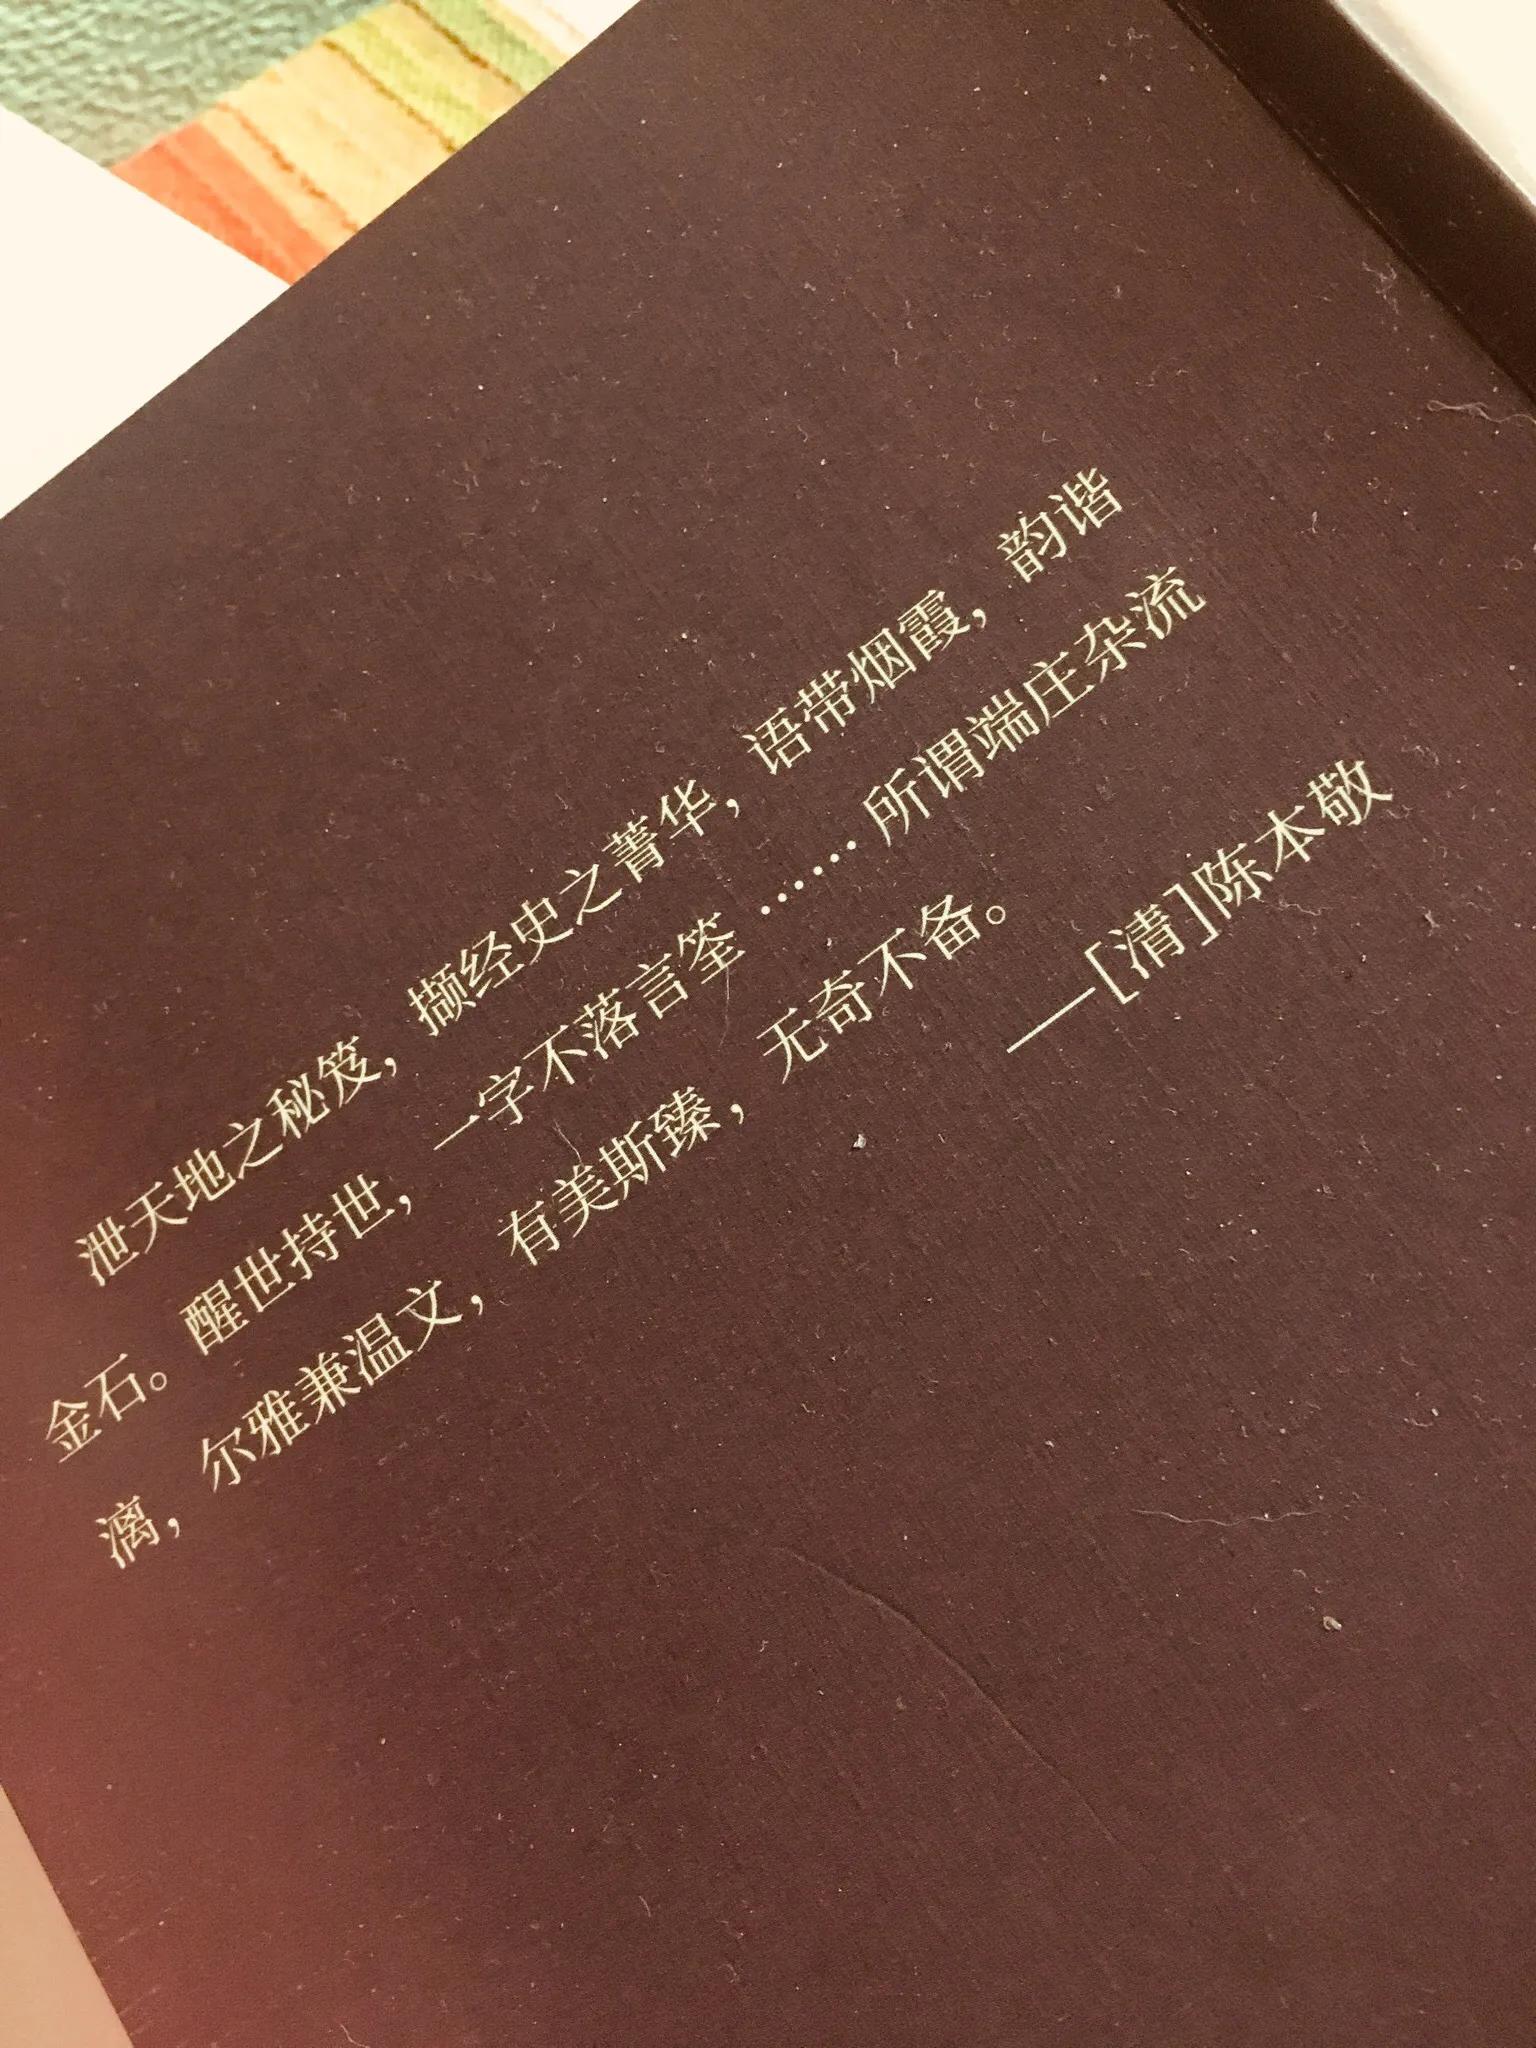 泄天地之秘笈，撷经史之菁华，语带烟霞，韵谐
金石。醒世持世，一字不落言筌……所谓端庄杂流
漓，尔雅兼温文，有美斯臻，无奇不备。
——[清]陈本敬